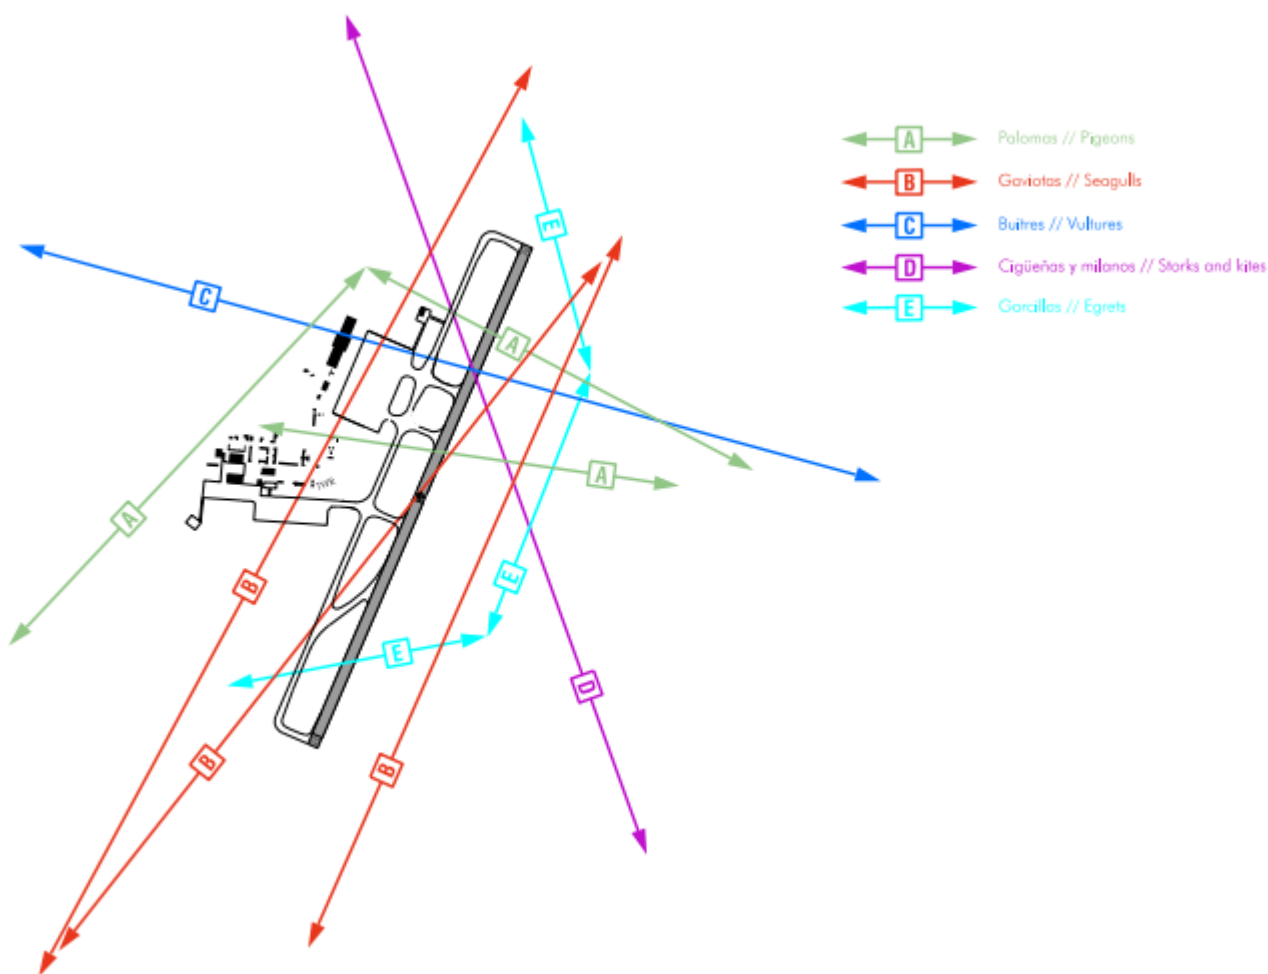 A Palomas // Pigeons
B Gaviotas // Seagulls
C Buitres // Vultures
D Cigüeñas y milanos // Storks and kites
E Garcillas // Egrets
E
C
A
A
A
TWR
A
E
B
E
D
B
B